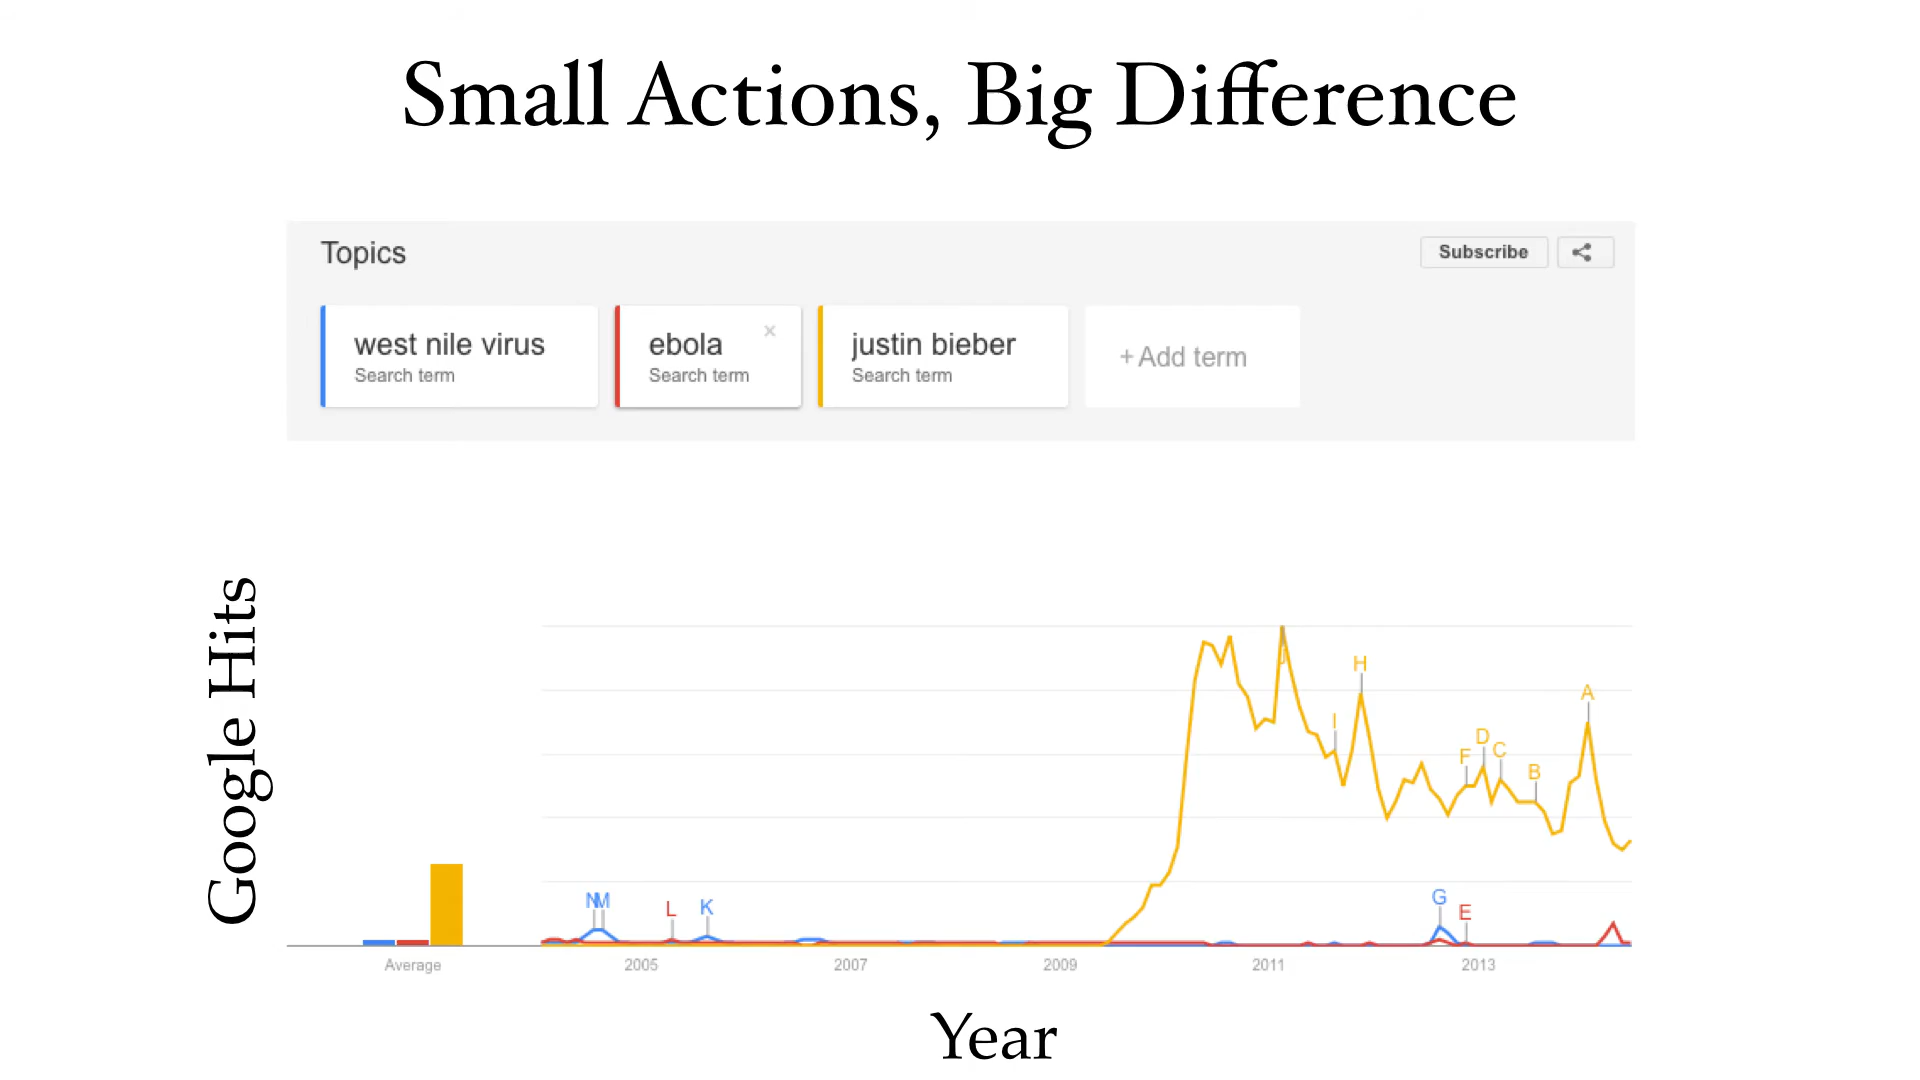 Small Actions, Big Difference
Topics
Subscribe
west nile virus
Search term
ebola
×
Search term
justin bieber
Search term
+ Add term
Google Hits
J
H
I
A
F
D
C
B
N
M
L
K
G
E
Average
2005
2007
2009
2011
2013
Year